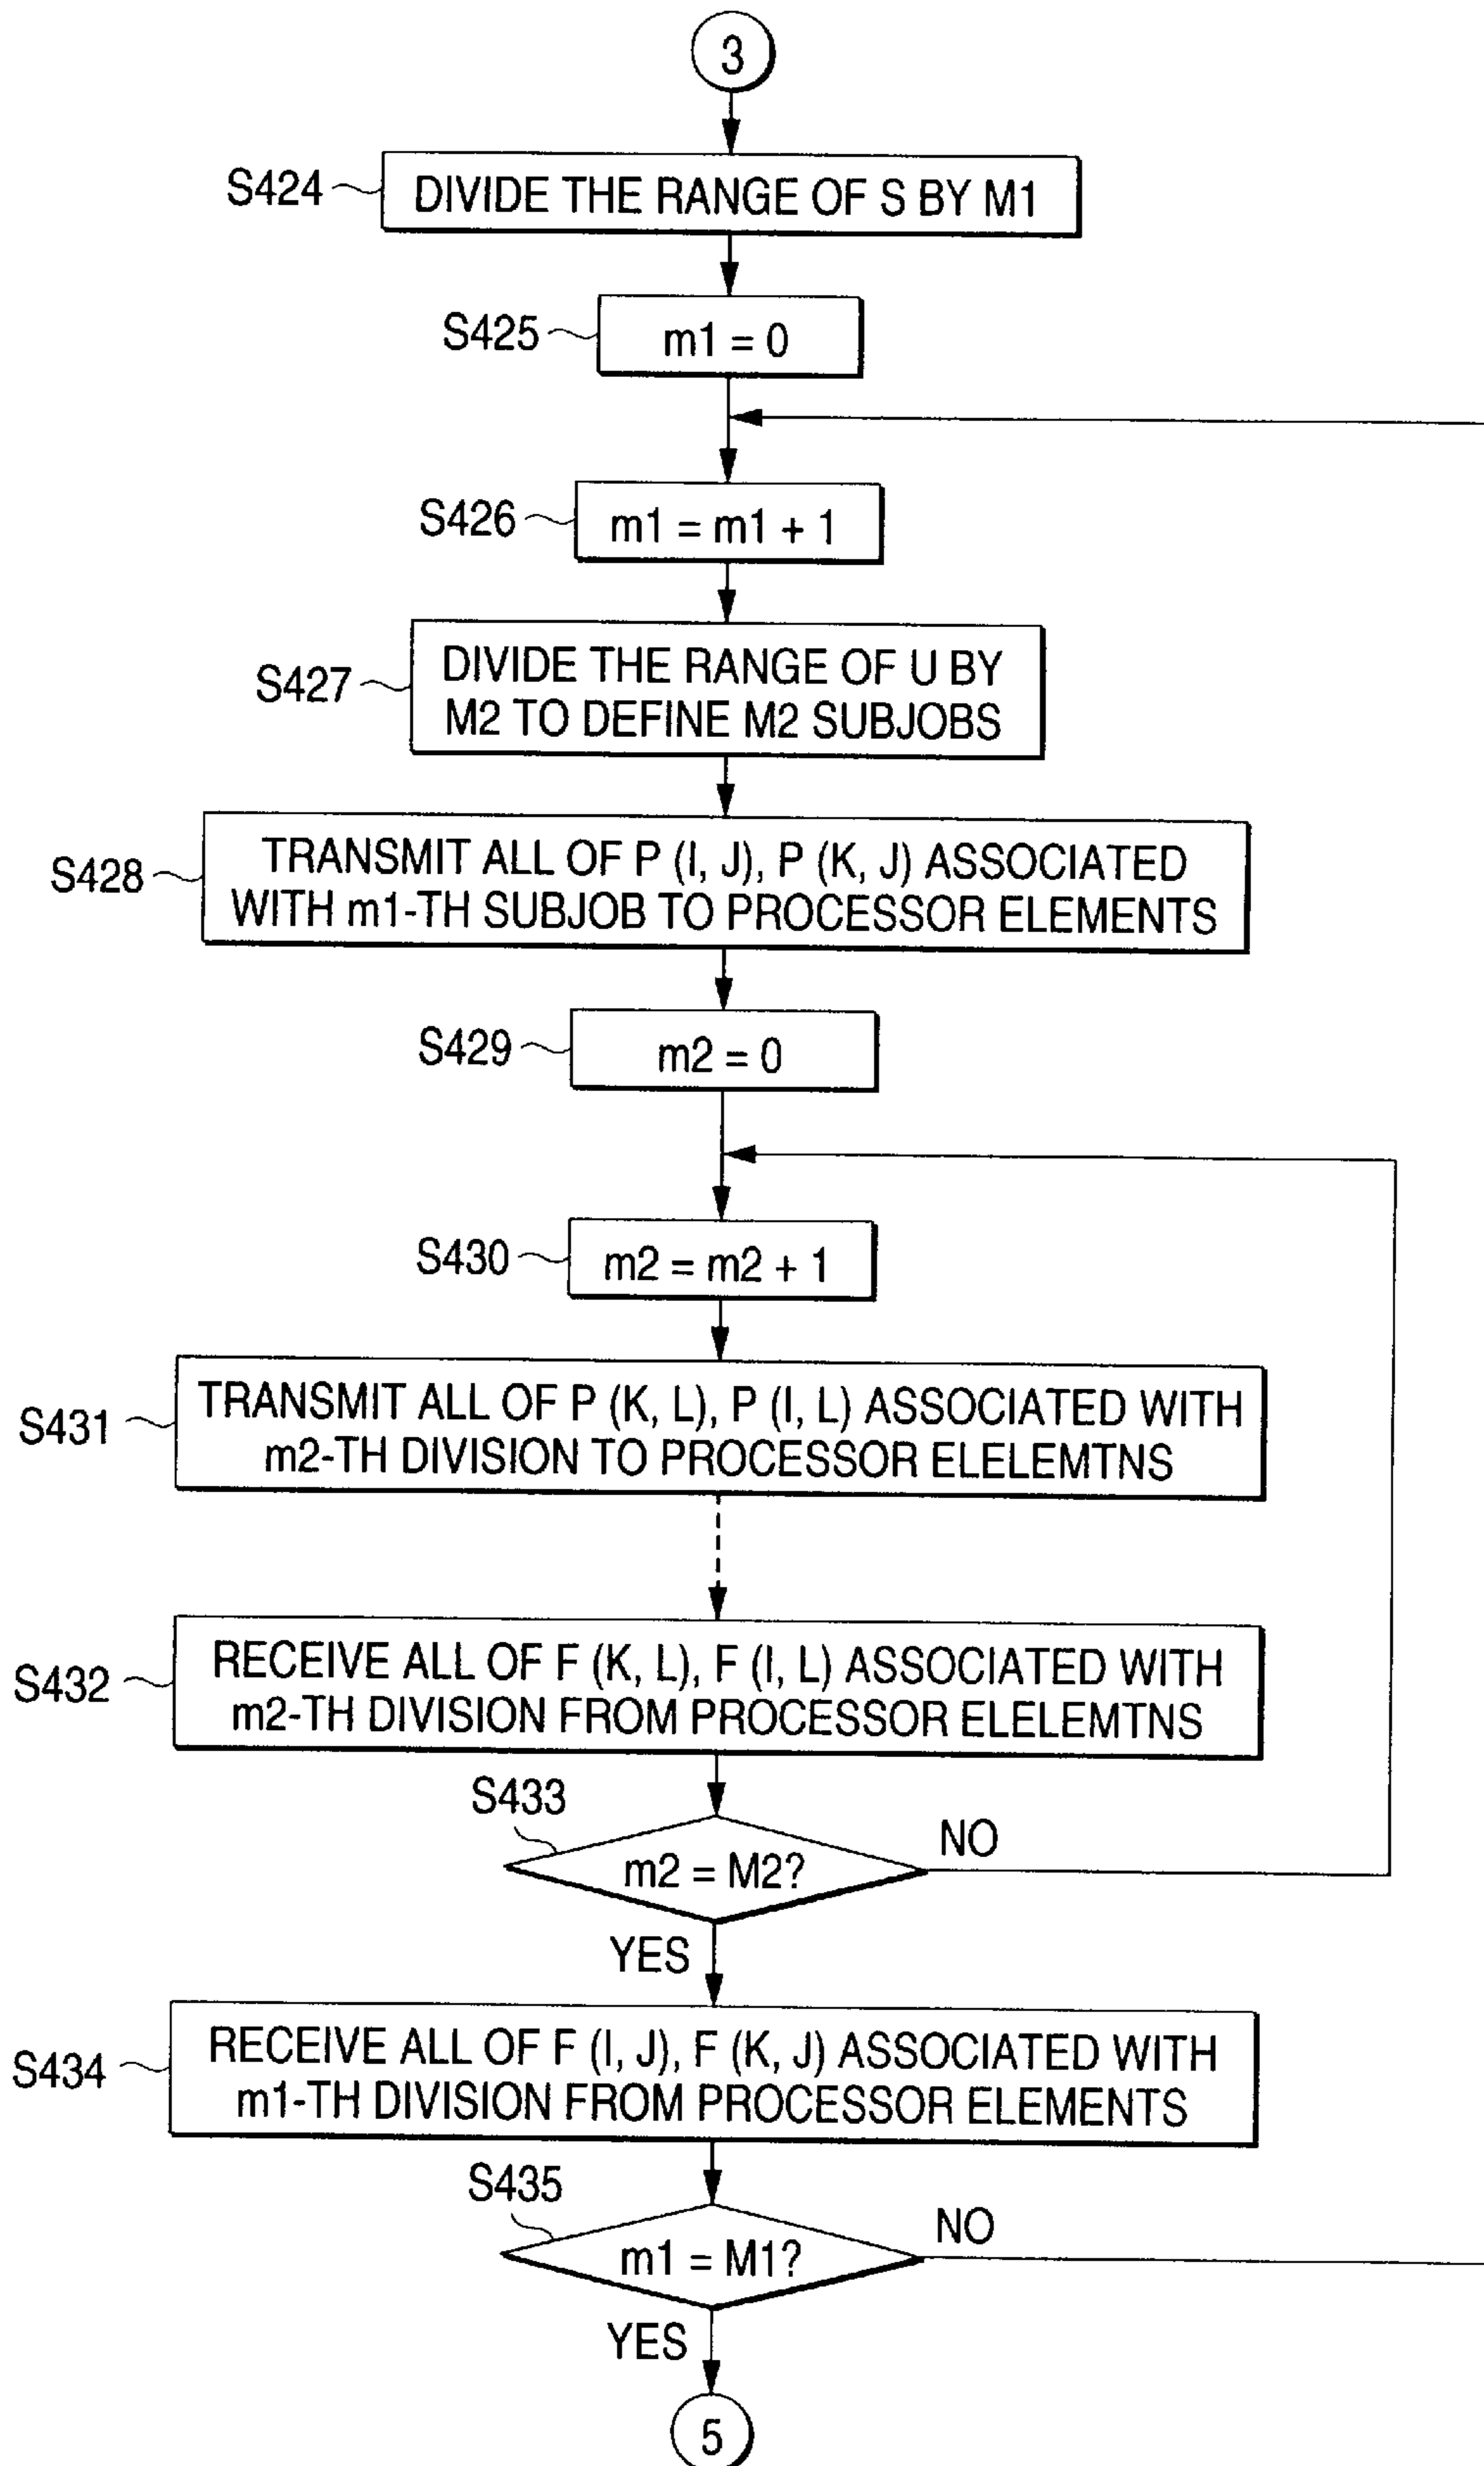 3
S424
DIVIDE THE RANGE OF S BY M1
S425
m1 = 0
S426
m1 = m1 + 1
S427
DIVIDE THE RANGE OF U BY
M2 TO DEFINE M2 SUBJOBS
S428
TRANSMIT ALL OF P (I, J), P (K, J) ASSOCIATED
WITH m1-TH SUBJOB TO PROCESSOR ELEMENTS
S429
m2 = 0
S430
m2 = m2 + 1
S431
TRANSMIT ALL OF P (K, L), P (I, L) ASSOCIATED WITH
m2-TH DIVISION TO PROCESSOR ELELEMTNS
S432
RECEIVE ALL OF F (K, L), F (I, L) ASSOCIATED WITH
m2-TH DIVISION FROM PROCESSOR ELELEMTNS
S433
m2 = M2?
NO
YES
S434
RECEIVE ALL OF F (I, J), F (K, J) ASSOCIATED WITH
m1-TH DIVISION FROM PROCESSOR ELEMENTS
S435
m1 = M1?
NO
YES
5